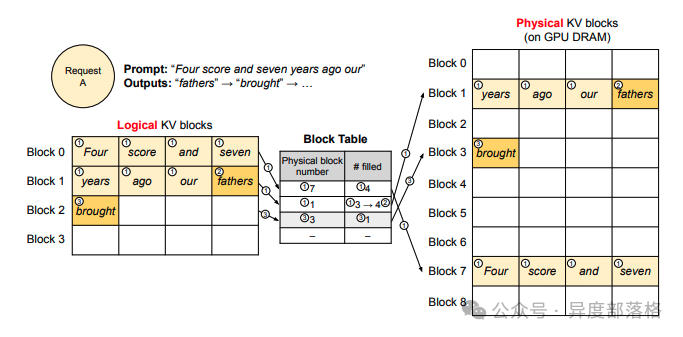 Request
A
Prompt: “Four score and seven years ago our”
Outputs: “fathers” → “brought” → …
Logical KV blocks
Block 0
① Four ① score ① and ① seven
Block 1
① years ① ago ① our ② fathers
Block 2
③ brought
Block 3
Block Table
Physical block number
# filled
①7 ①4
①1 ①3 → 4②
③3 ③1
– –
① ① ③
① ③ ①
Physical KV blocks
(on GPU DRAM)
Block 0
Block 1
① years ① ago ① our ② fathers
Block 2
Block 3
③ brought
Block 4
Block 5
Block 6
Block 7
① Four ① score ① and ① seven
Block 8
公众号 · 异度部落格